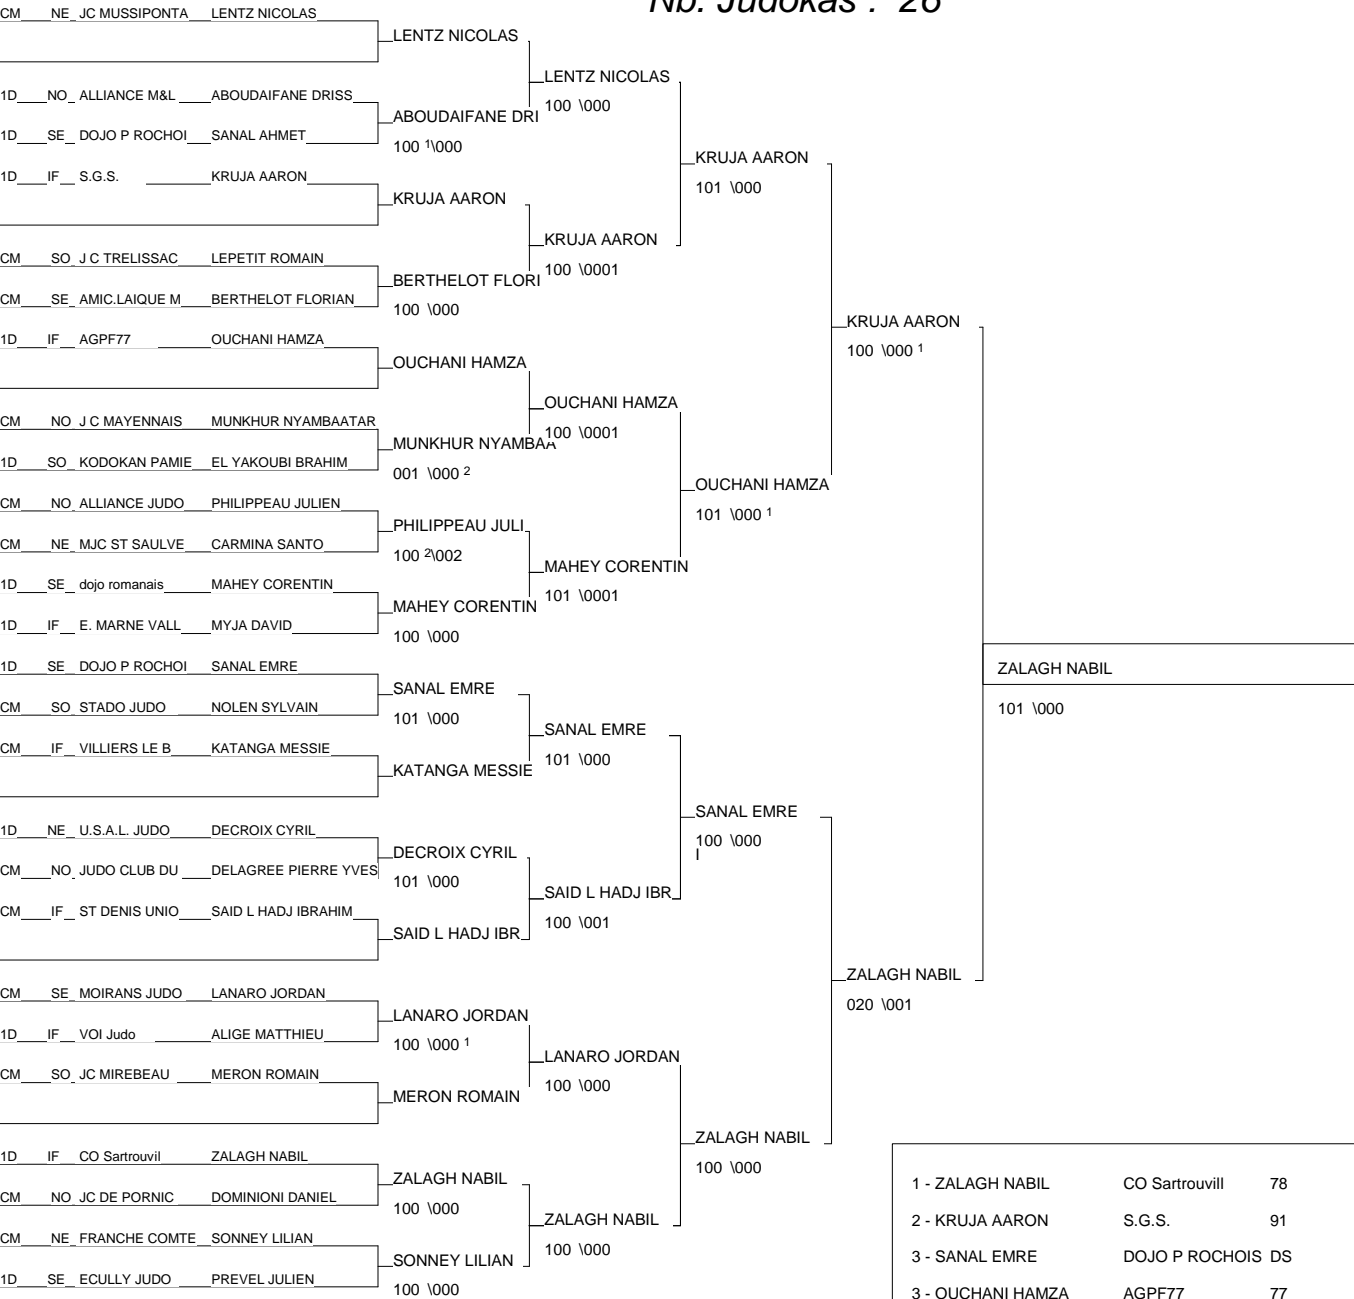 Nb. Judokas : 26
CM NE JC MUSSIPONTA LENTZ NICOLAS
LENTZ NICOLAS
LENTZ NICOLAS
100 \000
1D NO ALLIANCE M&L ABOUDAIFANE DRISS
ABOUDAIFANE DRI
100 1\000
1D SE DOJO P ROCHOI SANAL AHMET
KRUJA AARON
101 \000
1D IF S.G.S. KRUJA AARON
KRUJA AARON
KRUJA AARON
100 \0001
CM SO J C TRELISSAC LEPETIT ROMAIN
BERTHELOT FLORI
100 \000
CM SE AMIC.LAIQUE M BERTHELOT FLORIAN
KRUJA AARON
100 \000 1
1D IF AGPF77 OUCHANI HAMZA
OUCHANI HAMZA
OUCHANI HAMZA
100 \0001
CM NO J C MAYENNAIS MUNKHUR NYAMBAATAR
MUNKHUR NYAMBAA
001 \000 2
1D SO KODOKAN PAMIE EL YAKOUBI BRAHIM
OUCHANI HAMZA
101 \000 1
CM NO ALLIANCE JUDO PHILIPPEAU JULIEN
PHILIPPEAU JULI
100 2\002
CM NE MJC ST SAULVE CARMINA SANTO
MAHEY CORENTIN
101 \0001
1D SE dojo romanais MAHEY CORENTIN
MAHEY CORENTIN
100 \000
1D IF E. MARNE VALL MYJA DAVID
ZALAGH NABIL
101 \000
1D SE DOJO P ROCHOI SANAL EMRE
SANAL EMRE
101 \000
CM SO STADO JUDO NOLEN SYLVAIN
SANAL EMRE
101 \000
CM IF VILLIERS LE B KATANGA MESSIE
KATANGA MESSIE
SANAL EMRE
100 \000
I
1D NE U.S.A.L. JUDO DECROIX CYRIL
DECROIX CYRIL
101 \000
CM NO JUDO CLUB DU DELAGREE PIERRE YVES
SAID L HADJ IBR
100 \001
CM IF ST DENIS UNIO SAID L HADJ IBRAHIM
SAID L HADJ IBR
ZALAGH NABIL
020 \001
CM SE MOIRANS JUDO LANARO JORDAN
LANARO JORDAN
100 \000 1
1D IF VOI Judo ALIGE MATTHIEU
LANARO JORDAN
100 \000
CM SO JC MIREBEAU MERON ROMAIN
MERON ROMAIN
ZALAGH NABIL
100 \000
1D IF CO Sartrouvil ZALAGH NABIL
ZALAGH NABIL
100 \000
CM NO JC DE PORNIC DOMINIONI DANIEL
ZALAGH NABIL
100 \000
CM NE FRANCHE COMTE SONNEY LILIAN
SONNEY LILIAN
100 \000
1D SE ECULLY JUDO PREVEL JULIEN
1 - ZALAGH NABIL CO Sartrouvill 78
2 - KRUJA AARON S.G.S. 91
3 - SANAL EMRE DOJO P ROCHOIS DS
3 - OUCHANI HAMZA AGPF77 77